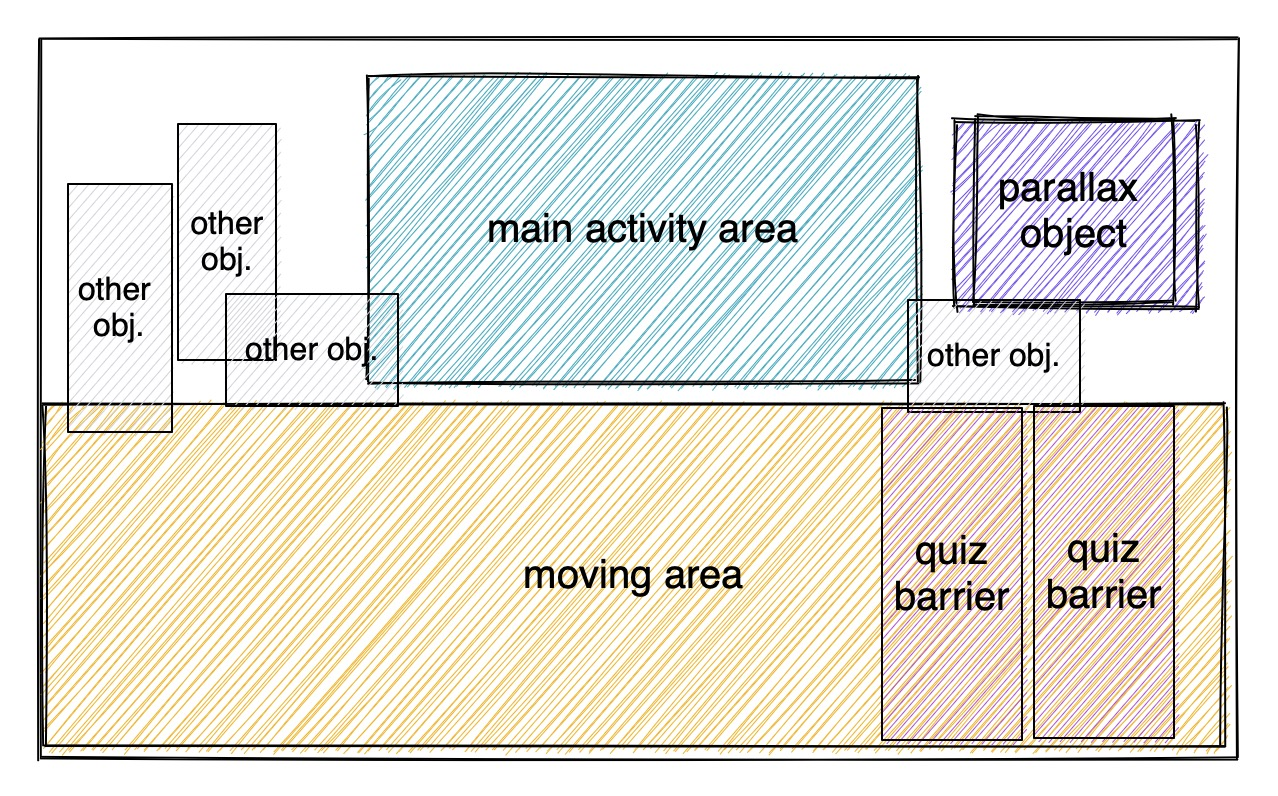 main activity area
parallax
object
other
obj.
other
obj.
other obj.
other obj.
moving area
quiz
barrier
quiz
barrier